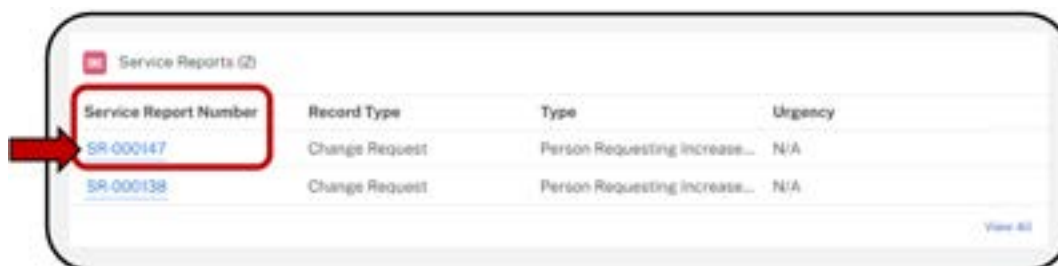 Service Reports (2)
Service Report Number Record Type Type Urgency
SR-000147 Change Request Person Requesting Increase... N/A
SR-000138 Change Request Person Requesting Increase... N/A
View All